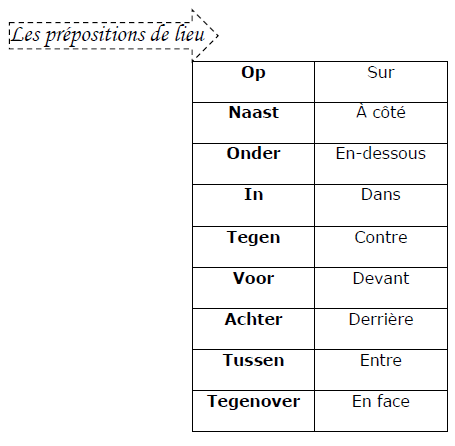 Les prépositions de lieu
Op Sur
Naast À côté
Onder En-dessous
In Dans
Tegen Contre
Voor Devant
Achter Derrière
Tussen Entre
Tegenover En face